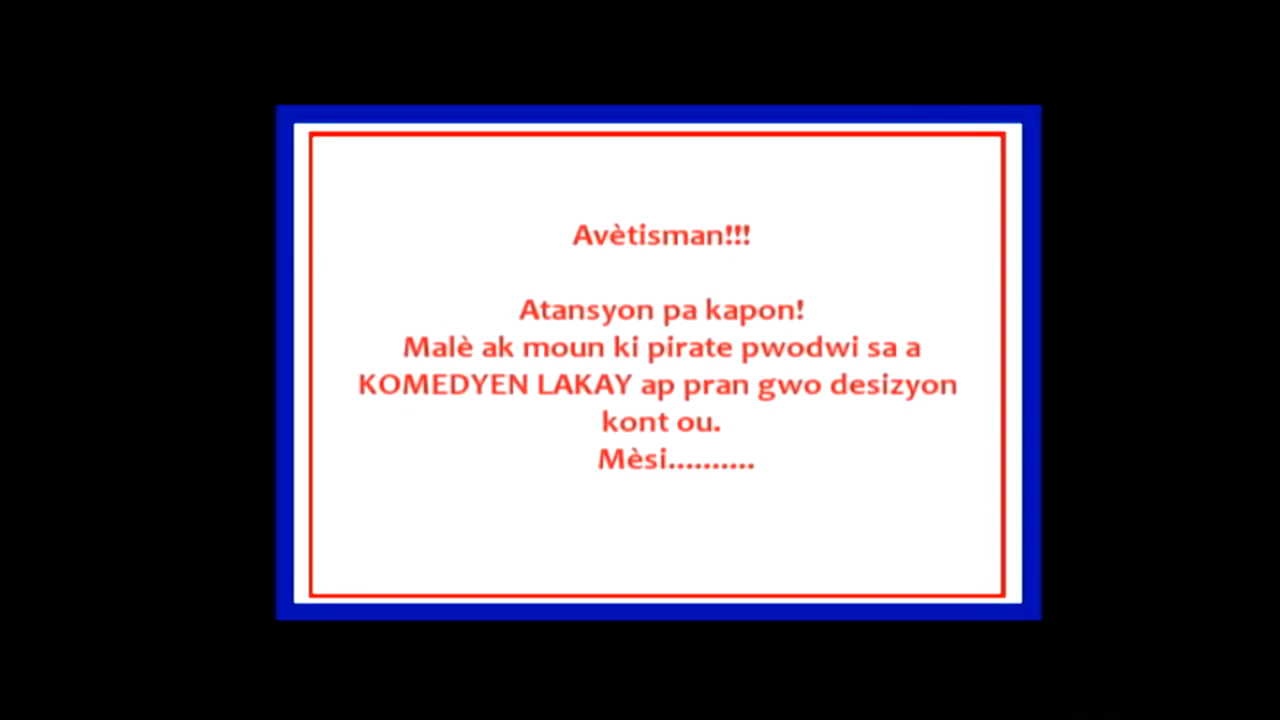 Avètisman!!!
Atansyon pa kapon!
Malè ak moun ki pirate pwodwi sa a
KOMEDYEN LAKAY ap pran gwo desizyon
kont ou.
Mèsi..........